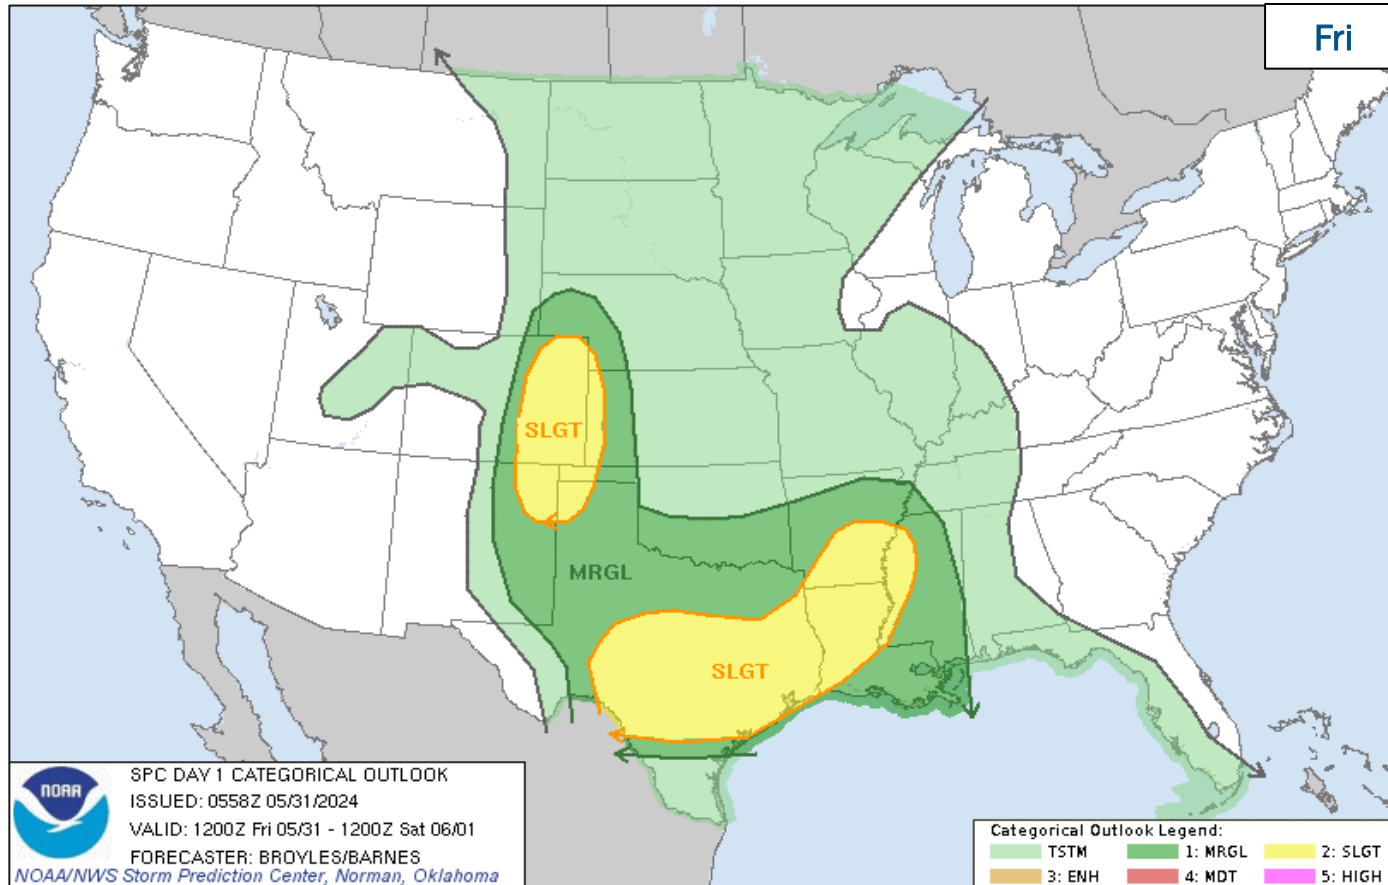 Fri
SLGT
MRGL
SLGT
NOAA
SPC DAY 1 CATEGORICAL OUTLOOK
ISSUED: 0558Z 05/31/2024
VALID: 1200Z Fri 05/31 - 1200Z Sat 06/01
FORECASTER: BROYLES/BARNES
NOAA/NWS Storm Prediction Center, Norman, Oklahoma
Categorical Outlook Legend:
TSTM 1: MRGL 2: SLGT
3: ENH 4: MDT 5: HIGH